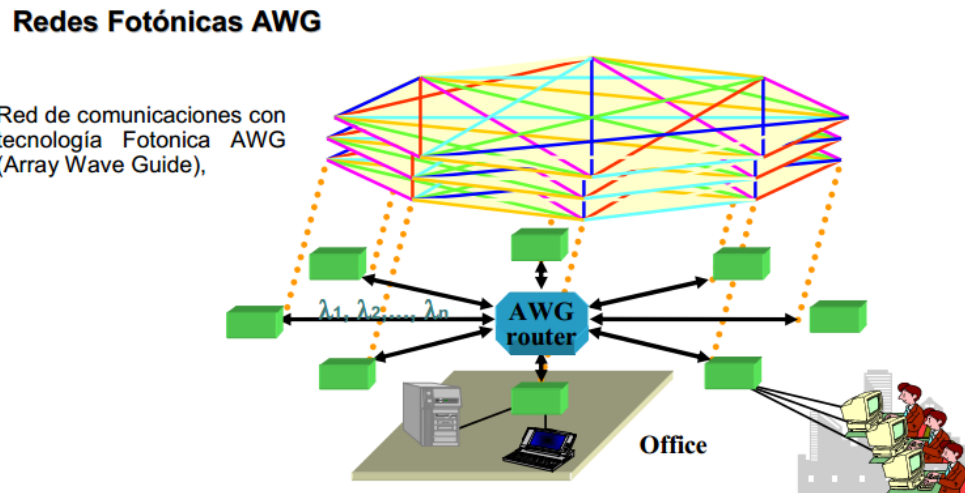 Redes Fotónicas AWG
Red de comunicaciones con
tecnología Fotonica AWG
(Array Wave Guide),
λ1, λ2,..., λn
AWG
router
Office